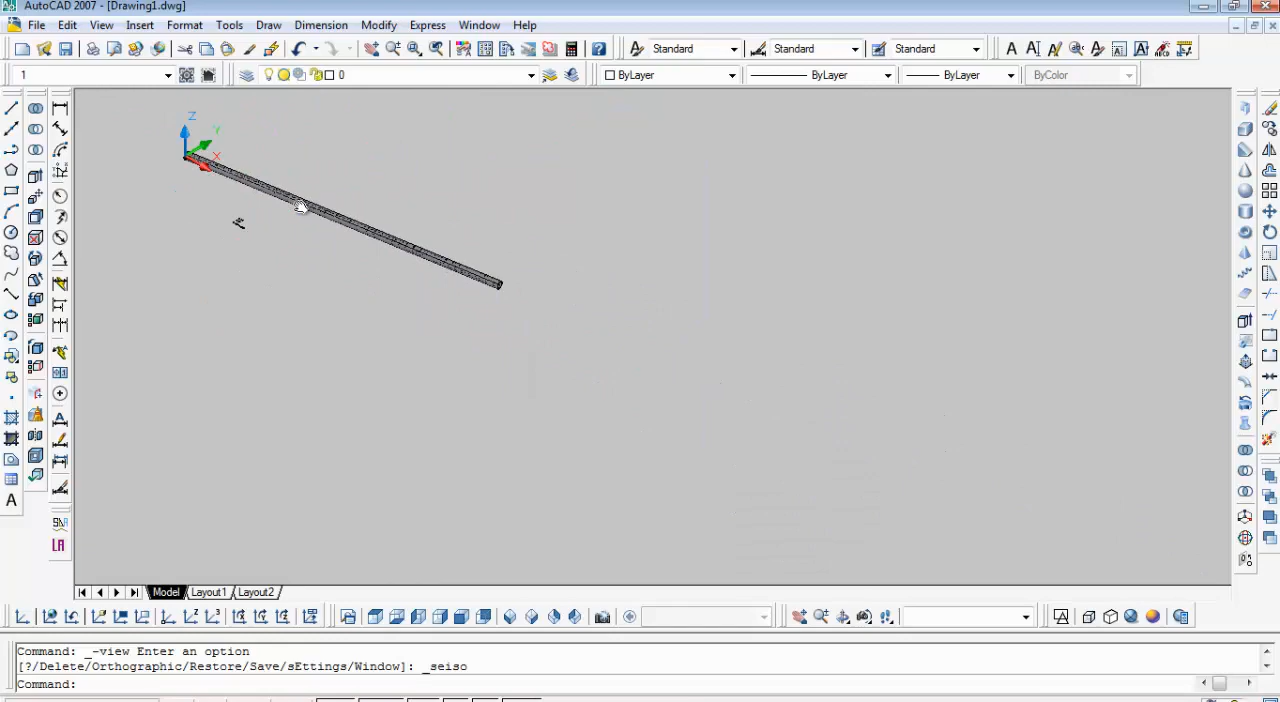 AutoCAD 2007 - [Drawing1.dwg]
File Edit View Insert Format Tools Draw Dimension Modify Express Window Help
Standard Standard Standard
1 0 ByLayer ByLayer ByLayer ByColor
Z
Y
X
A
LA
Model Layout1 Layout2
Command: _-view Enter an option
[?/Delete/Orthographic/Restore/Save/sEttings/Window]: _seiso
Command: